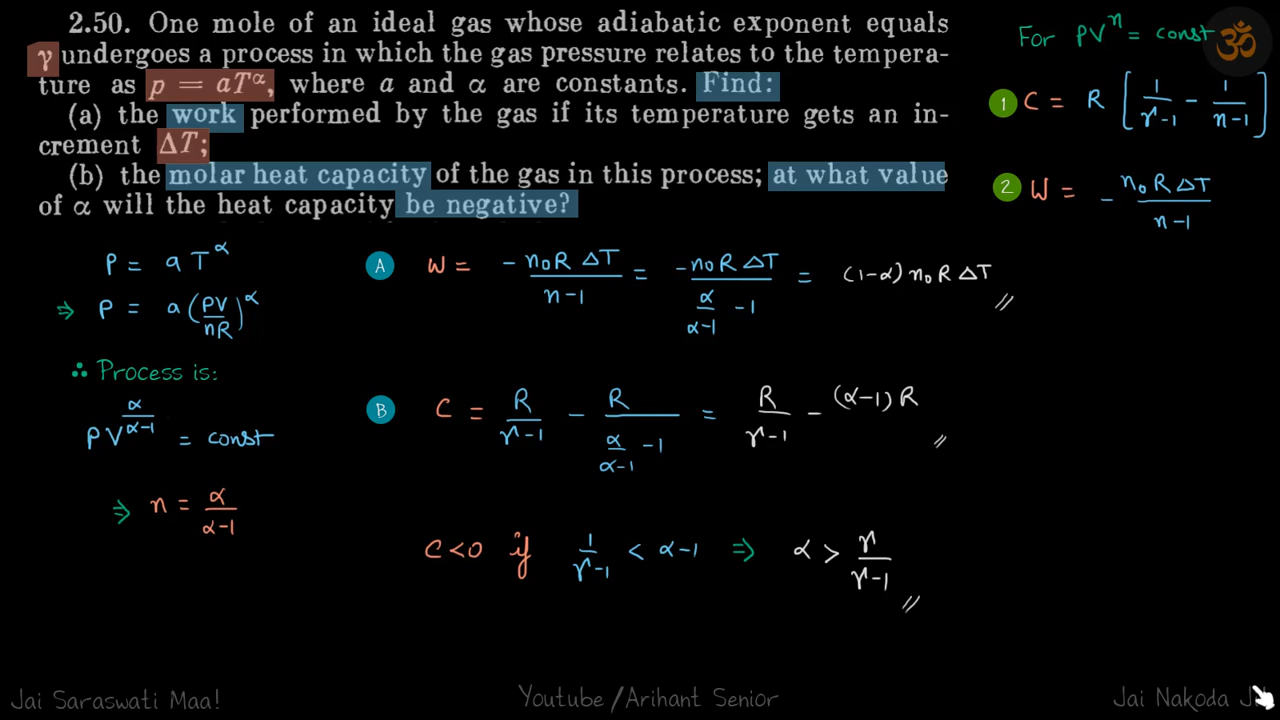 2.50. One mole of an ideal gas whose adiabatic exponent equals
γ undergoes a process in which the gas pressure relates to the tempera-
ture as p = aT^α, where a and α are constants. Find:
(a) the work performed by the gas if its temperature gets an in-
crement ΔT;
(b) the molar heat capacity of the gas in this process; at what value
of α will the heat capacity be negative?
For PV^n = const
ॐ
1 C = R [1/(γ-1) - 1/(n-1)]
2 W = - n₀RΔT/(n-1)
P = aT^α
⇒ P = a(PV/nR)^α
∴ Process is:
PV^(α/(α-1)) = const
⇒ n = α/(α-1)
A W = -n₀RΔT/(n-1) = -n₀RΔT/(α/(α-1) - 1) = (1-α)n₀RΔT //
B C = R/(γ-1) - R/(α/(α-1) - 1) = R/(γ-1) - (α-1)R //
C<0 if 1/(γ-1) < α-1 ⇒ α > γ/(γ-1) //
Jai Saraswati Maa!
Youtube /Arihant Senior
Jai Nakoda Ji!